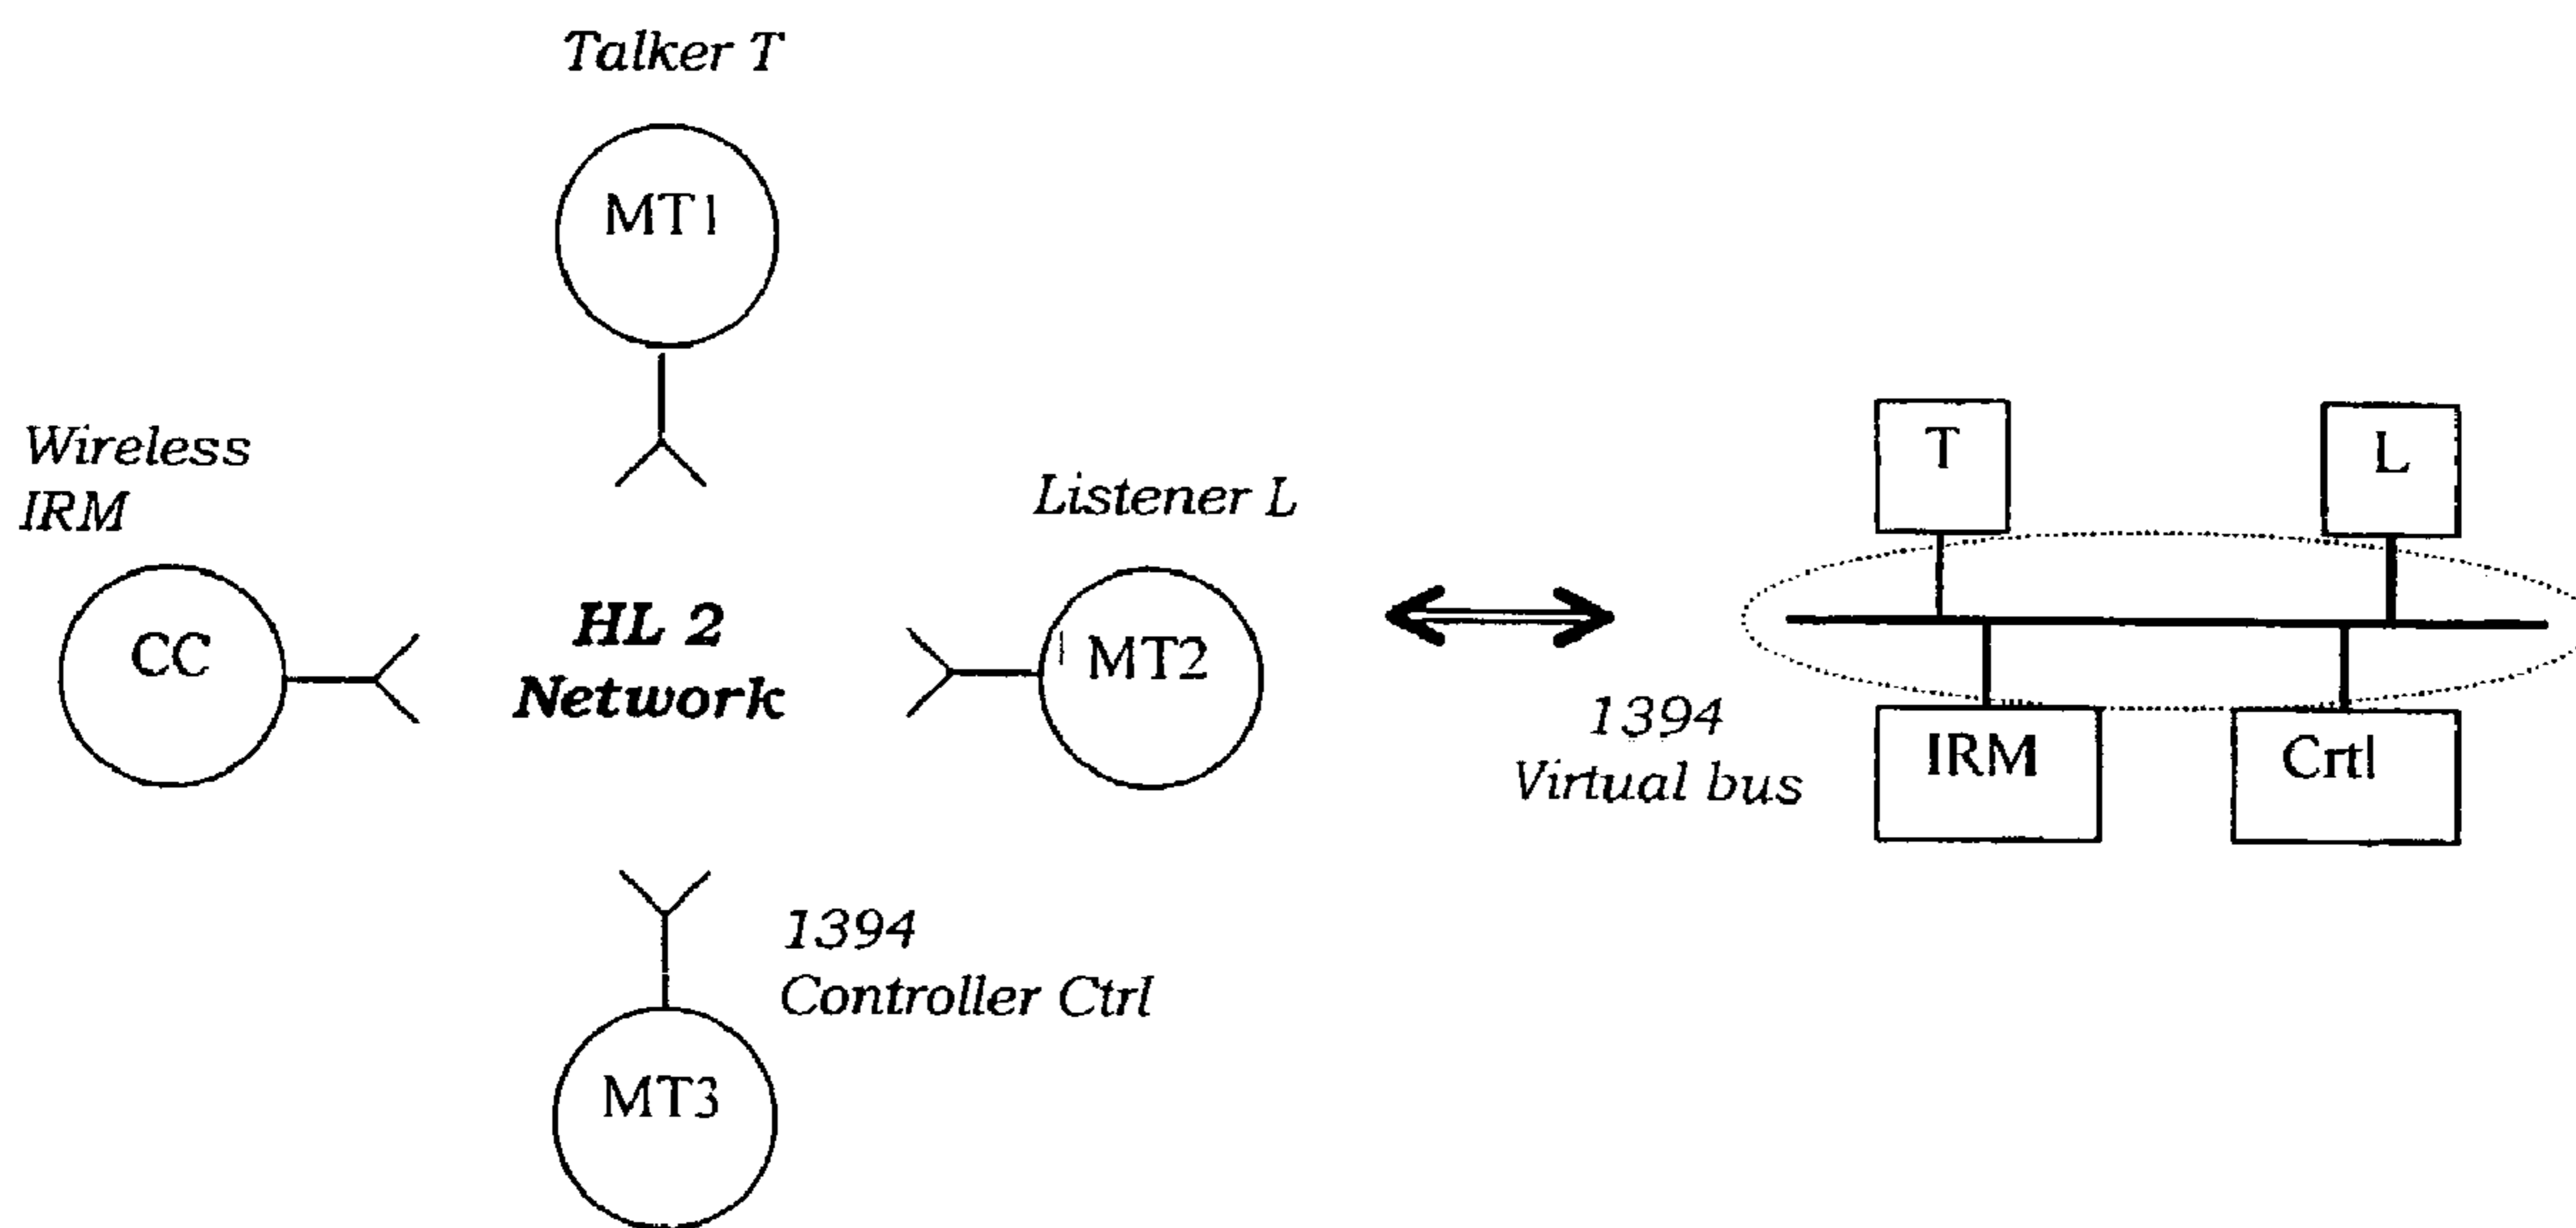 Talker T
MT1
Wireless
IRM
CC
HL 2
Network
Listener L
MT2
1394
Controller Ctrl
MT3
1394
Virtual bus
T
L
IRM
Crtl